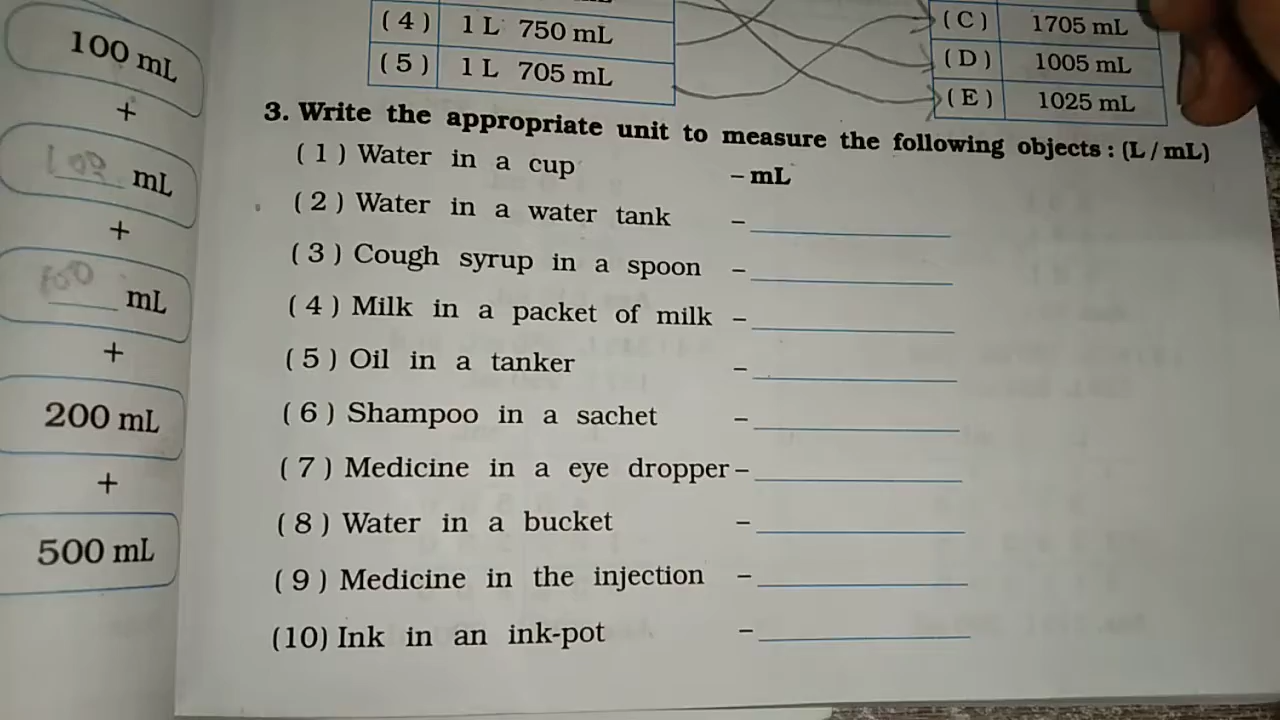 100 mL
+
100 mL
+
100 mL
+
200 mL
+
500 mL
(4) 1 L 750 mL
(5) 1 L 705 mL
(C) 1705 mL
(D) 1005 mL
(E) 1025 mL
3. Write the appropriate unit to measure the following objects : (L / mL)
(1) Water in a cup – mL
(2) Water in a water tank –
(3) Cough syrup in a spoon –
(4) Milk in a packet of milk –
(5) Oil in a tanker –
(6) Shampoo in a sachet –
(7) Medicine in a eye dropper –
(8) Water in a bucket –
(9) Medicine in the injection –
(10) Ink in an ink-pot –